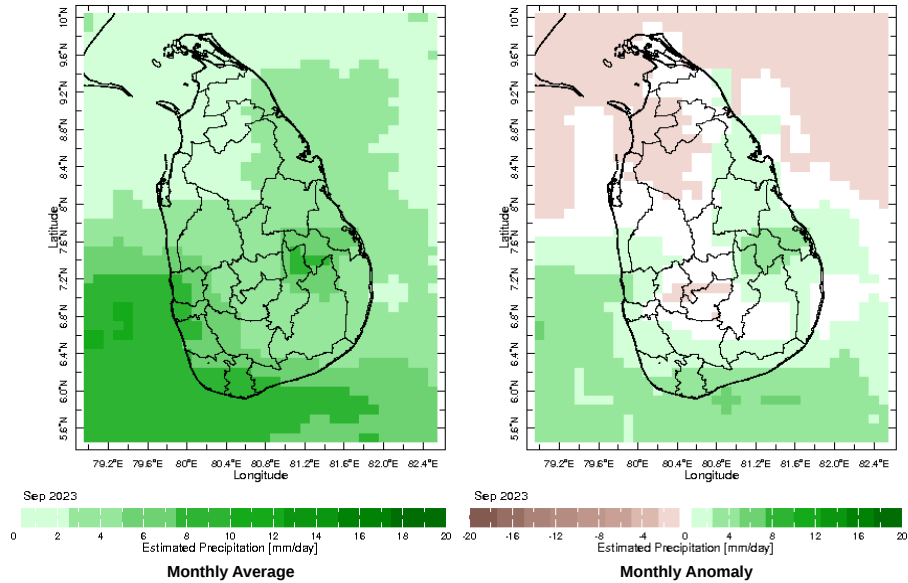 10°N 10°N
9.6°N 9.6°N
9.2°N 9.2°N
8.8°N 8.8°N
8.4°N 8.4°N
8°N 8°N
7.6°N 7.6°N
7.2°N 7.2°N
6.8°N 6.8°N
6.4°N 6.4°N
6.0°N 6.0°N
5.6°N 5.6°N
Latitude Latitude
79.2°E 79.6°E 80°E 80.4°E 80.8°E 81.2°E 81.6°E 82.0°E 82.4°E 79.2°E 79.6°E 80°E 80.4°E 80.8°E 81.2°E 81.6°E 82.0°E 82.4°E
Longitude Longitude
Sep 2023 Sep 2023
0 2 4 6 8 10 12 14 16 18 20 -20 -16 -12 -8 -4 0 4 8 12 16 20
Estimated Precipitation [mm/day] Estimated Precipitation [mm/day]
Monthly Average Monthly Anomaly